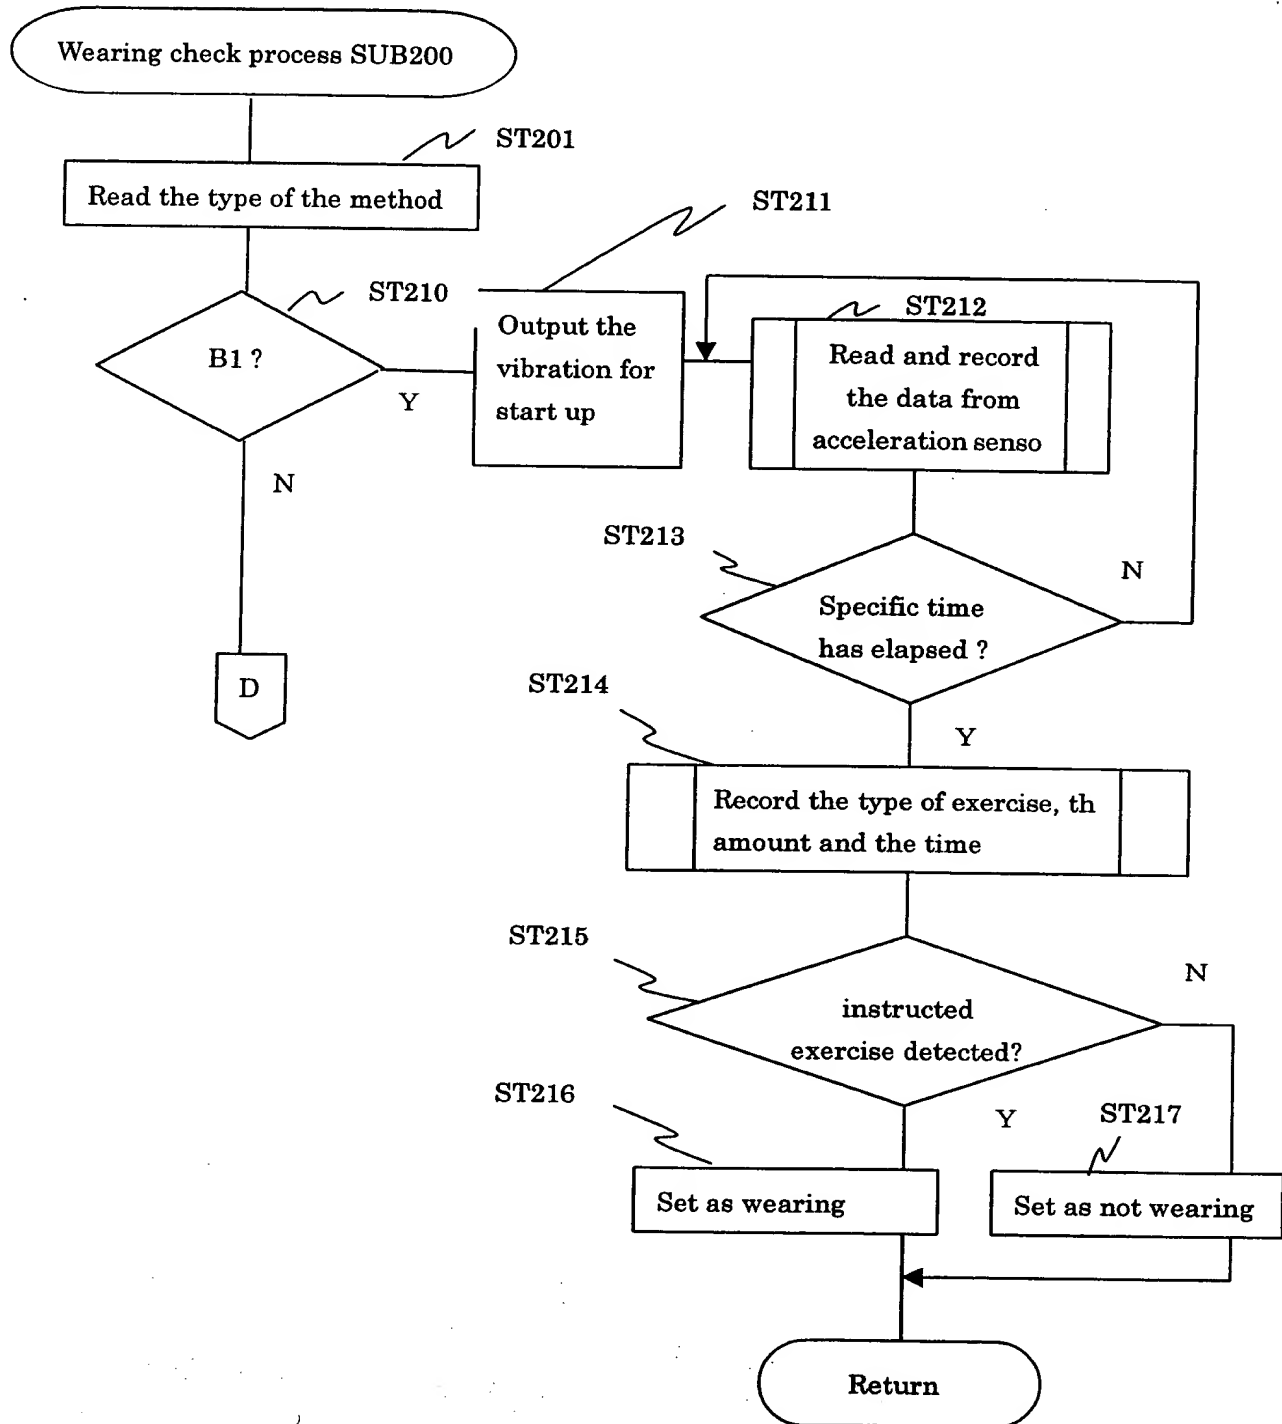 Wearing check process SUB200
ST201
Read the type of the method
ST211
ST210
B1 ?
Y
N
D
Output the
vibration for
start up
ST212
Read and record
the data from
acceleration senso
ST213
Specific time
has elapsed ?
N
Y
ST214
Record the type of exercise, th
amount and the time
ST215
instructed
exercise detected?
N
Y
ST216
Set as wearing
ST217
Set as not wearing
Return